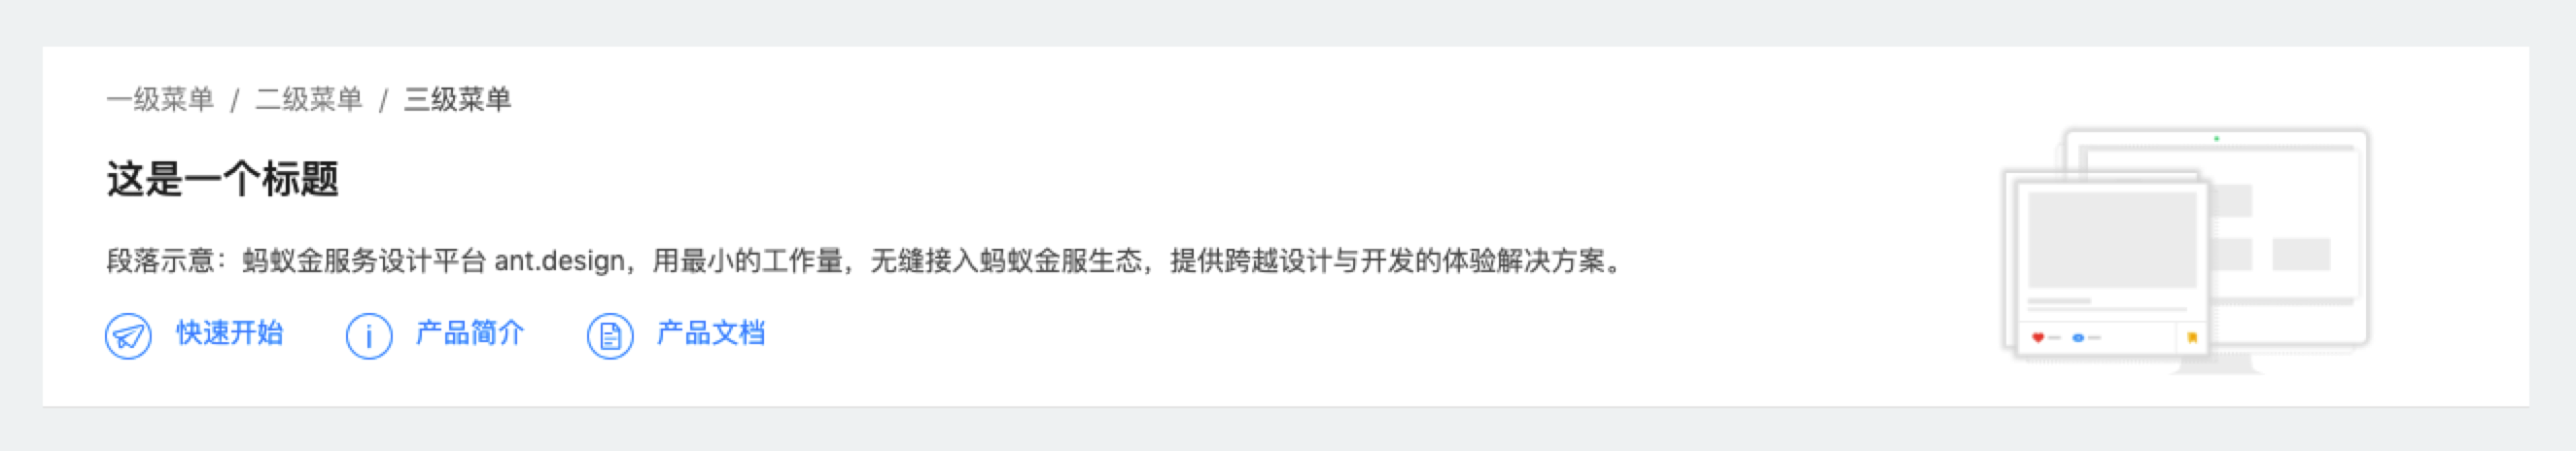 一级菜单 / 二级菜单 / 三级菜单
这是一个标题
段落示意：蚂蚁金服务设计平台 ant.design，用最小的工作量，无缝接入蚂蚁金服生态，提供跨越设计与开发的体验解决方案。
快速开始 产品简介 产品文档